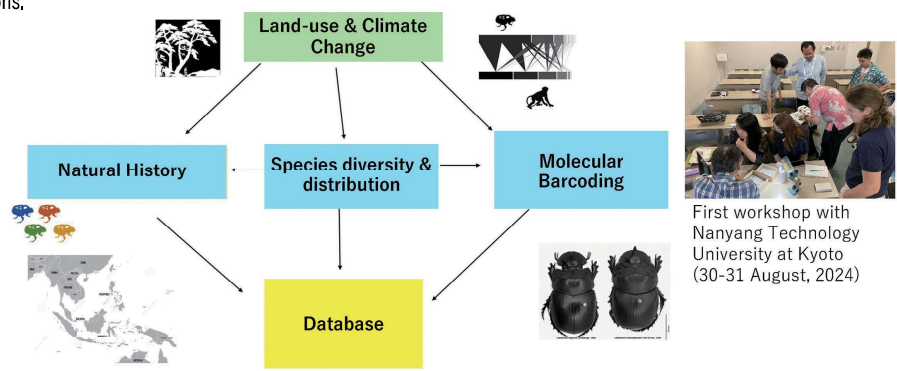 ons.
Land-use & Climate
Change
Natural History
Species diversity &
distribution
Molecular
Barcoding
Database
First workshop with
Nanyang Technology
University at Kyoto
(30-31 August, 2024)